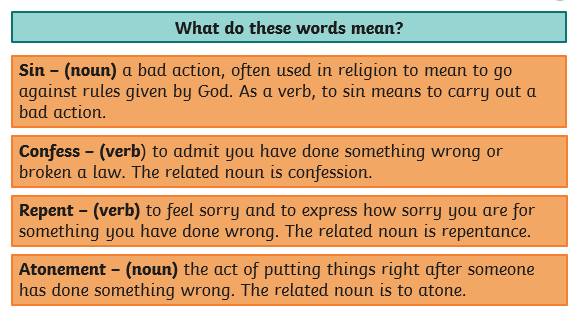 What do these words mean?
Sin – (noun) a bad action, often used in religion to mean to go
against rules given by God. As a verb, to sin means to carry out a
bad action.
Confess – (verb) to admit you have done something wrong or
broken a law. The related noun is confession.
Repent – (verb) to feel sorry and to express how sorry you are for
something you have done wrong. The related noun is repentance.
Atonement – (noun) the act of putting things right after someone
has done something wrong. The related noun is to atone.